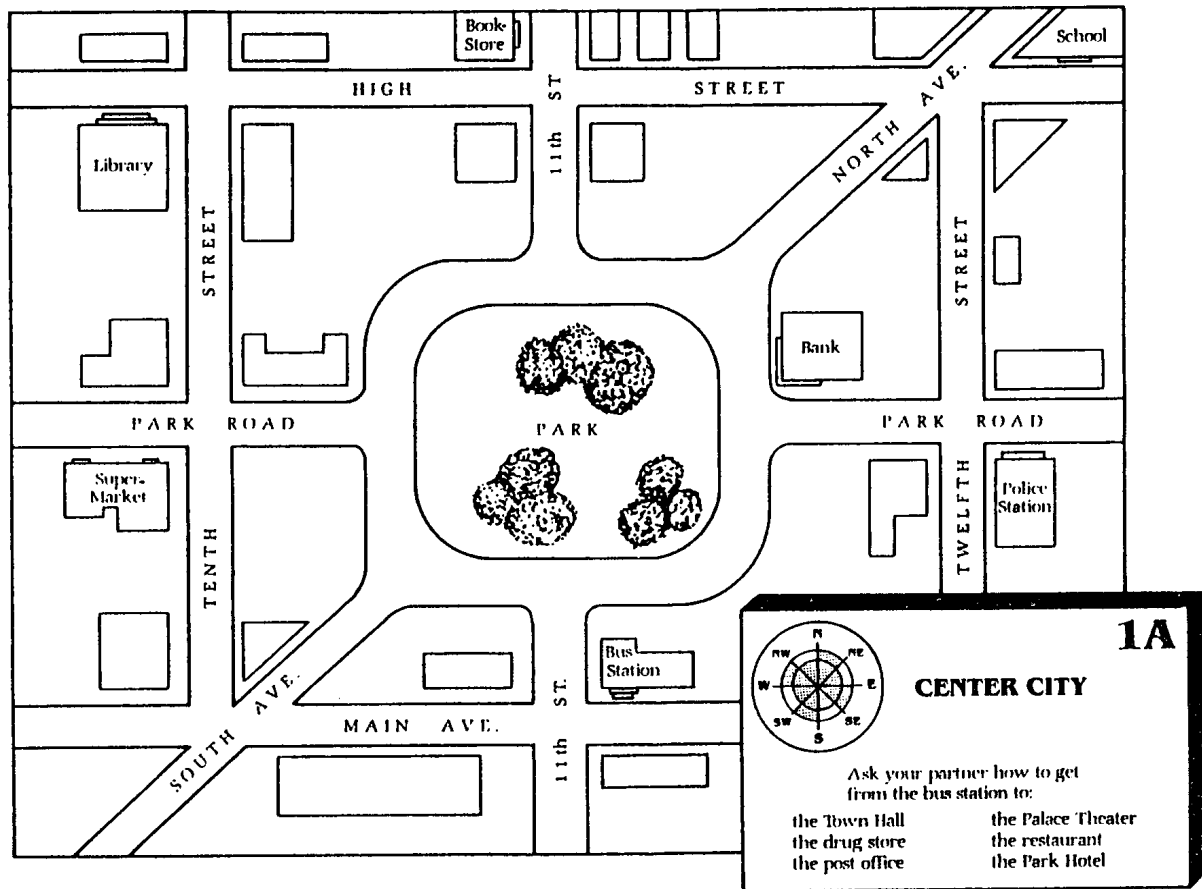 Book-
Store
School
HIGH
STREET
11th ST
NORTH AVE.
Library
STREET
STREET
Bank
PARK ROAD
PARK
PARK ROAD
Super-
Market
Police
Station
TENTH
TWELFTH
Bus
Station
SOUTH AVE.
MAIN AVE.
11th ST.
1A
N
NW
NE
W
E
SW
SE
S
CENTER CITY
Ask your partner how to get
from the bus station to:
the Town Hall
the drug store
the post office
the Palace Theater
the restaurant
the Park Hotel